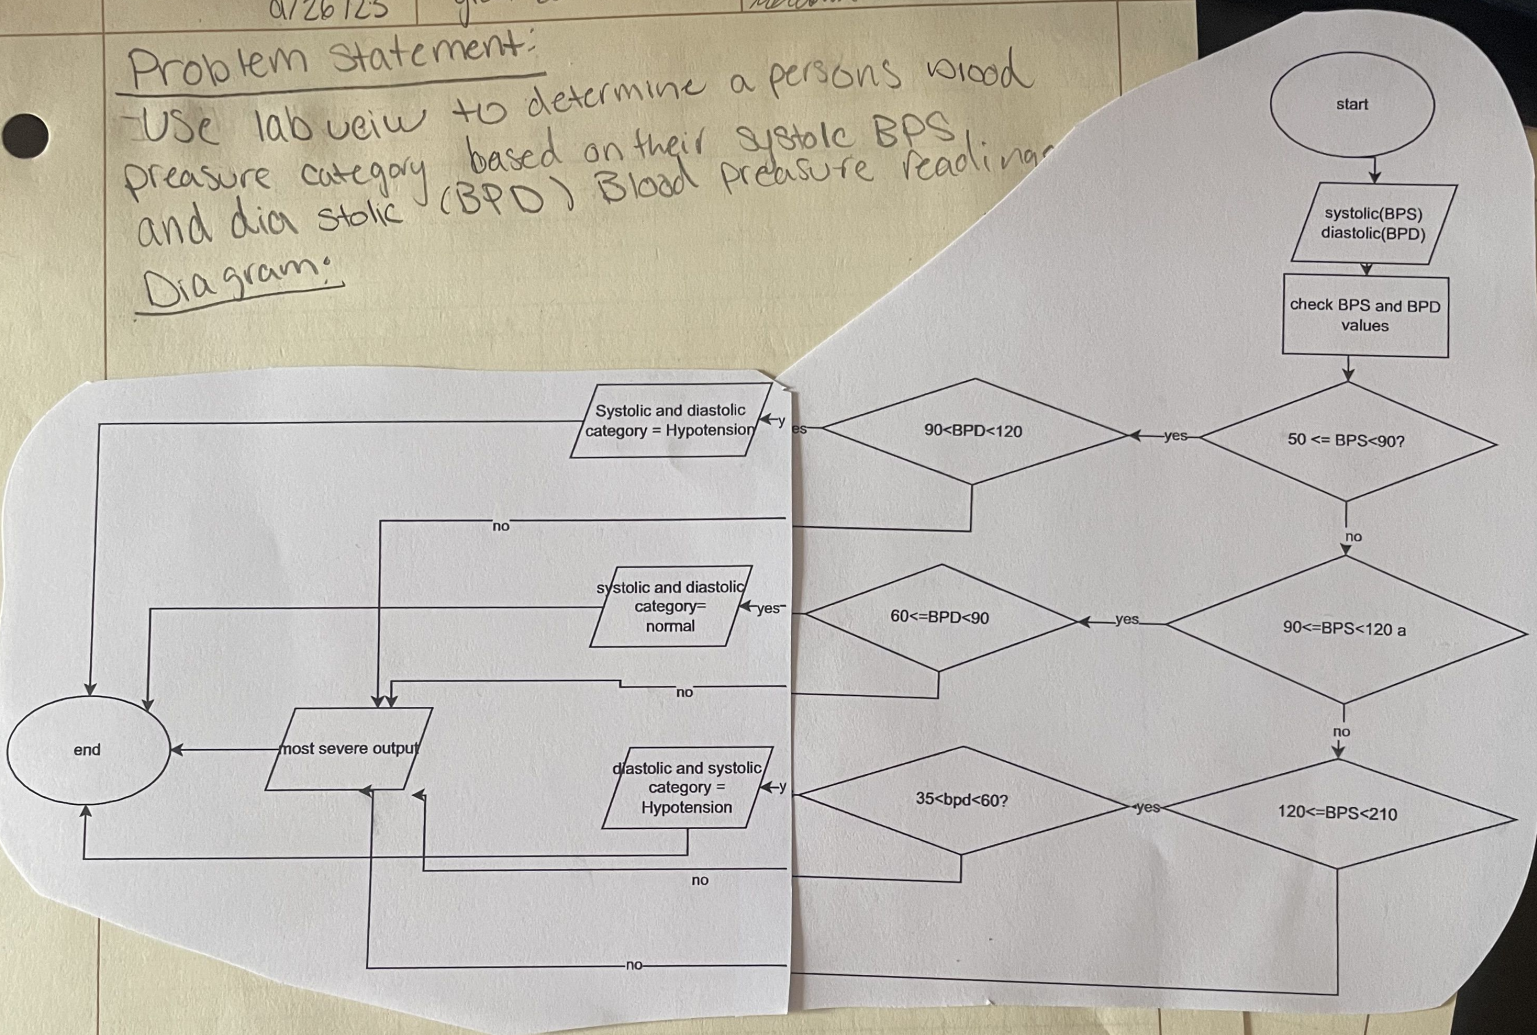 9/26/23
Problem Statement:
-Use lab veiw to determine a persons blood
preasure category based on their systolc BPS,
and dia stolic (BPD) Blood preasure readings
Diagram:
start
systolic(BPS)
diastolic(BPD)
check BPS and BPD
values
50 <= BPS<90?
yes
90<BPD<120
yes
Systolic and diastolic
category = Hypotension
no
no
90<=BPS<120 a
yes
60<=BPD<90
yes
systolic and diastolic
category=
normal
no
no
120<=BPS<210
yes
35<bpd<60?
y
diastolic and systolic
category =
Hypotension
most severe output
end
no
no